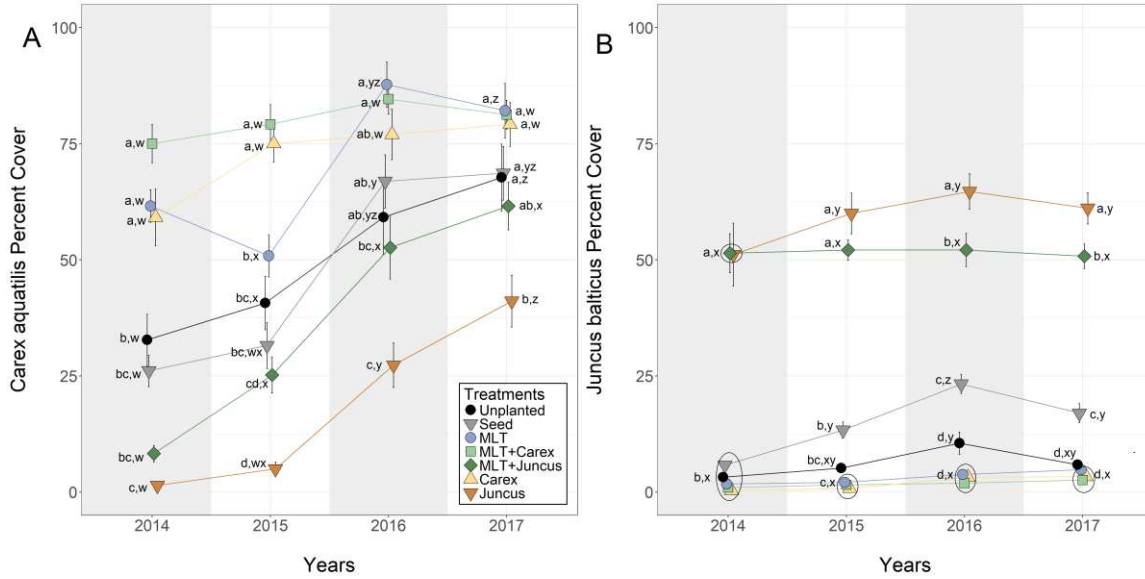 A
Carex aquatilis Percent Cover
100
75
50
25
0
a,w
a,w
a,w
b,w
bc,w
bc,w
c,w
a,w
a,w
b,x
bc,x
bc,wx
cd,x
d,wx
a,yz
a,w
ab,w
ab,y
ab,yz
bc,x
c,y
a,z
a,w
a,w
a,yz
a,z
ab,x
b,z
Treatments
Unplanted
Seed
MLT
MLT+Carex
MLT+Juncus
Carex
Juncus
2014 2015 2016 2017
Years
B
Juncus balticus Percent Cover
100
75
50
25
0
a,x
b,x
a,y
a,x
b,y
bc,xy
c,x
a,y
b,x
c,z
d,y
d,x
a,y
b,x
c,y
d,xy
d,x
2014 2015 2016 2017
Years